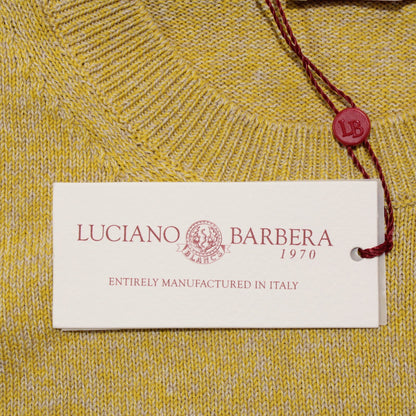 LB
LUCIANO BARBERA
1970
ENTIRELY MANUFACTURED IN ITALY